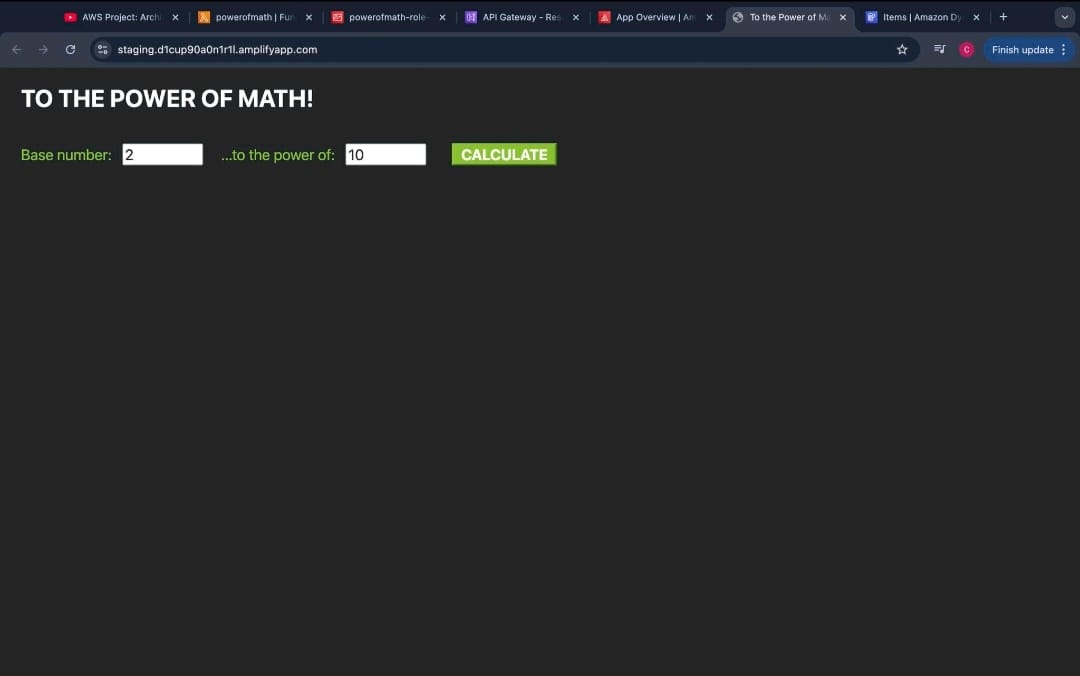 AWS Project: Archi
powerofmath | Fun
powerofmath-role-
API Gateway - Res
App Overview | Am
To the Power of Ma
Items | Amazon Dy
staging.d1cup90a0n1r1l.amplifyapp.com
C
Finish update
TO THE POWER OF MATH!
Base number: 2 ...to the power of: 10 CALCULATE